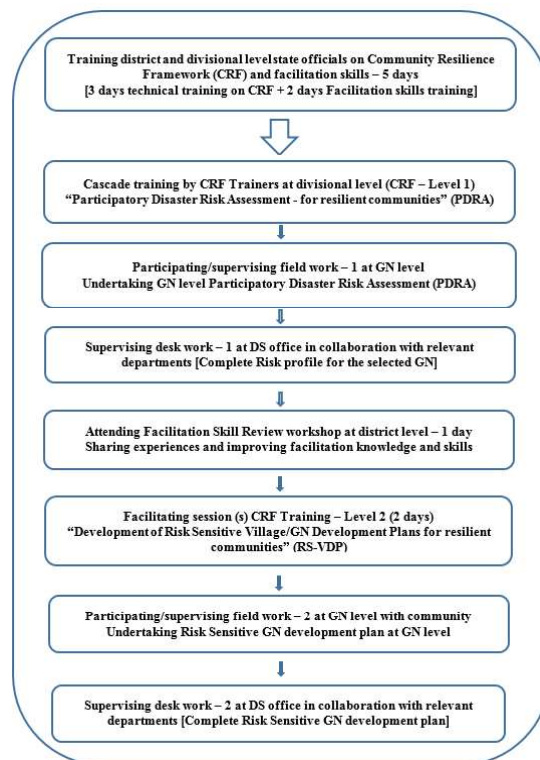 Training district and divisional level state officials on Community Resilience
Framework (CRF) and facilitation skills – 5 days
[3 days technical training on CRF + 2 days Facilitation skills training]
Cascade training by CRF Trainers at divisional level (CRF – Level 1)
“Participatory Disaster Risk Assessment - for resilient communities” (PDRA)
Participating/supervising field work – 1 at GN level
Undertaking GN level Participatory Disaster Risk Assessment (PDRA)
Supervising desk work – 1 at DS office in collaboration with relevant
departments [Complete Risk profile for the selected GN]
Attending Facilitation Skill Review workshop at district level – 1 day
Sharing experiences and improving facilitation knowledge and skills
Facilitating session (s) CRF Training – Level 2 (2 days)
“Development of Risk Sensitive Village/GN Development Plans for resilient
communities” (RS-VDP)
Participating/supervising field work – 2 at GN level with community
Undertaking Risk Sensitive GN development plan at GN level
Supervising desk work – 2 at DS office in collaboration with relevant
departments [Complete Risk Sensitive GN development plan]